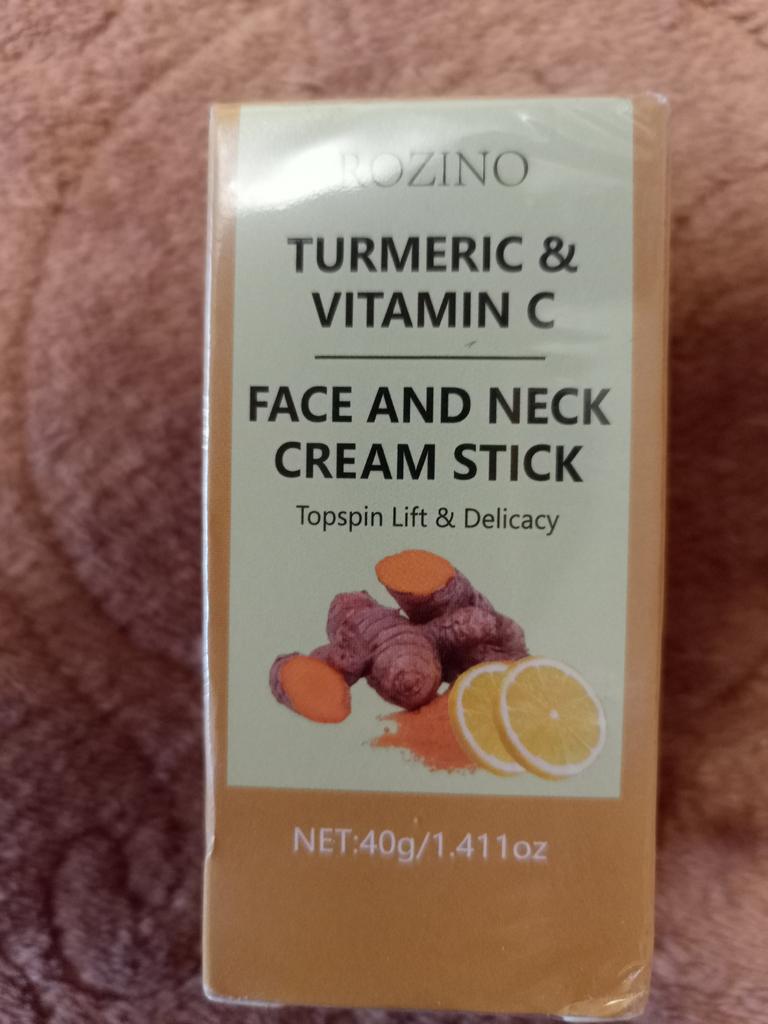 ROZINO
TURMERIC &
VITAMIN C
FACE AND NECK
CREAM STICK
Topspin Lift & Delicacy
NET:40g/1.411oz